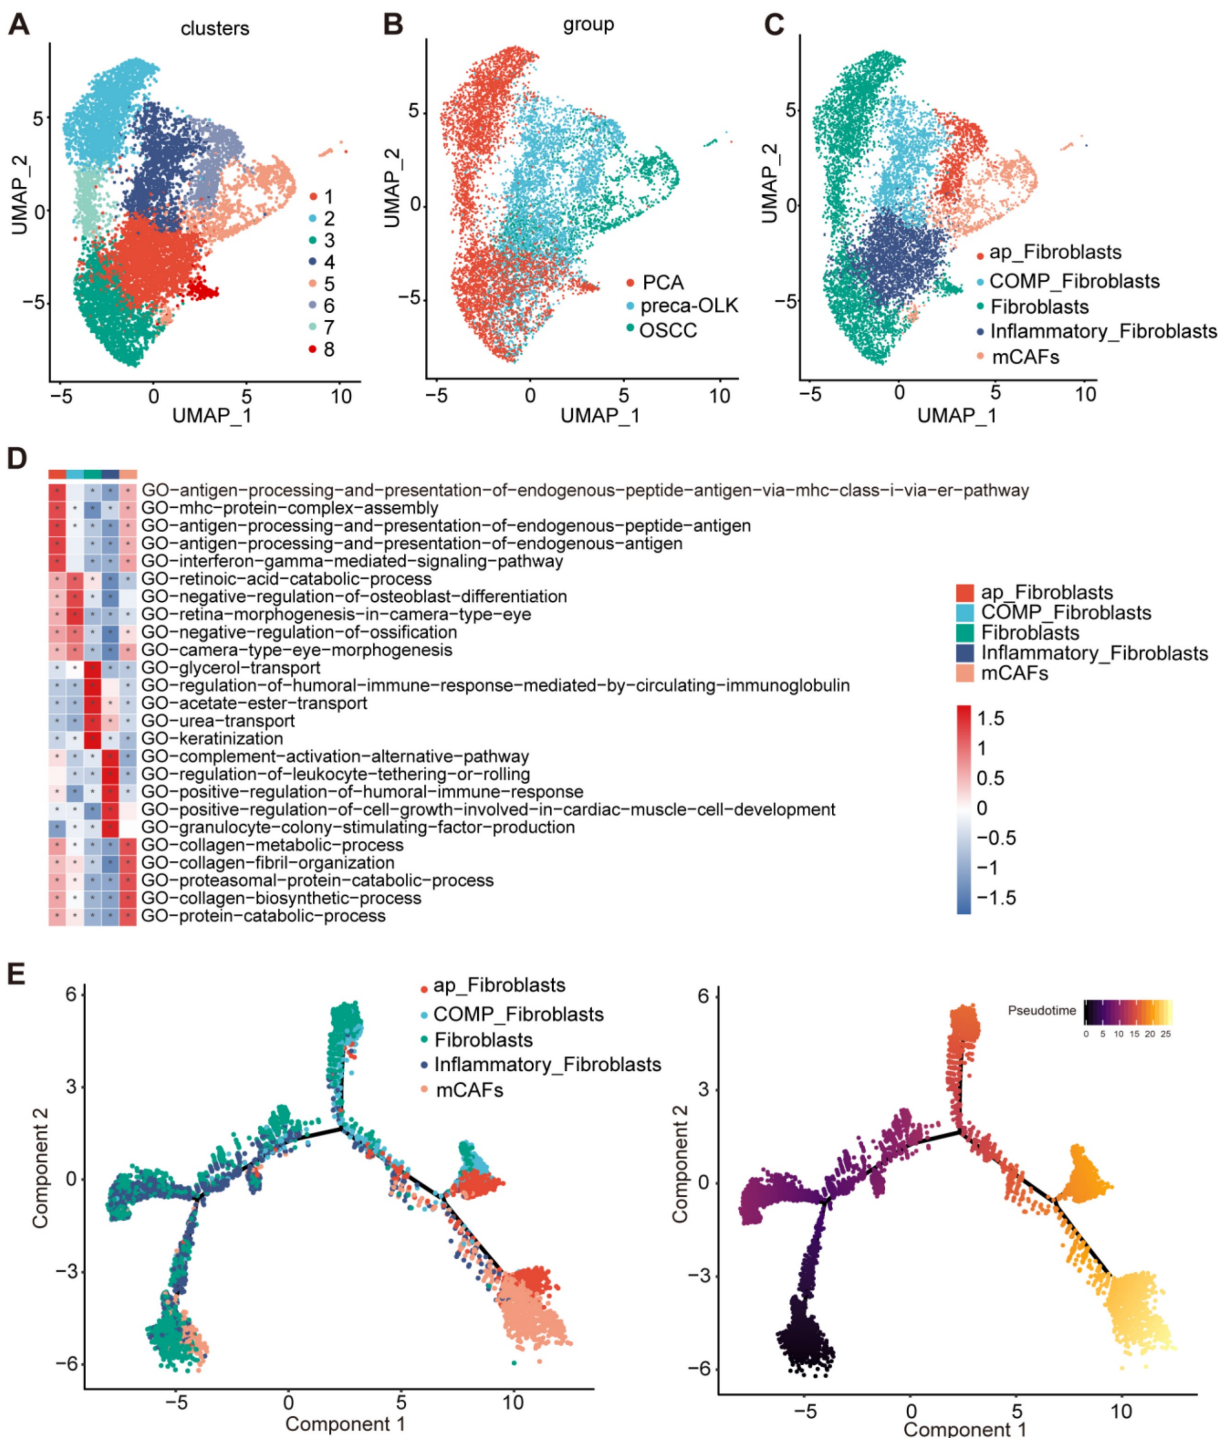 A
clusters
UMAP_2
5
0
−5
−5
0
5
10
UMAP_1
1
2
3
4
5
6
7
8
B
group
UMAP_2
5
0
−5
−5
0
5
10
UMAP_1
PCA
preca-OLK
OSCC
C
UMAP_2
5
0
−5
−5
0
5
10
UMAP_1
ap_Fibroblasts
COMP_Fibroblasts
Fibroblasts
Inflammatory_Fibroblasts
mCAFs
D
GO−antigen−processing−and−presentation−of−endogenous−peptide−antigen−via−mhc−class−i−via−er−pathway
GO−mhc−protein−complex−assembly
GO−antigen−processing−and−presentation−of−endogenous−peptide−antigen
GO−antigen−processing−and−presentation−of−endogenous−antigen
GO−interferon−gamma−mediated−signaling−pathway
GO−retinoic−acid−catabolic−process
GO−negative−regulation−of−osteoblast−differentiation
GO−retina−morphogenesis−in−camera−type−eye
GO−negative−regulation−of−ossification
GO−camera−type−eye−morphogenesis
GO−glycerol−transport
GO−regulation−of−humoral−immune−response−mediated−by−circulating−immunoglobulin
GO−acetate−ester−transport
GO−urea−transport
GO−keratinization
GO−complement−activation−alternative−pathway
GO−regulation−of−leukocyte−tethering−or−rolling
GO−positive−regulation−of−humoral−immune−response
GO−positive−regulation−of−cell−growth−involved−in−cardiac−muscle−cell−development
GO−granulocyte−colony−stimulating−factor−production
GO−collagen−metabolic−process
GO−collagen−fibril−organization
GO−proteasomal−protein−catabolic−process
GO−collagen−biosynthetic−process
GO−protein−catabolic−process
ap_Fibroblasts
COMP_Fibroblasts
Fibroblasts
Inflammatory_Fibroblasts
mCAFs
1.5
1
0.5
0
−0.5
−1
−1.5
E
Component 2
6
3
0
−3
−6
−5
0
5
10
Component 1
ap_Fibroblasts
COMP_Fibroblasts
Fibroblasts
Inflammatory_Fibroblasts
mCAFs
Component 2
6
3
0
−3
−6
−5
0
5
10
Component 1
Pseudotime
0 5 10 15 20 25